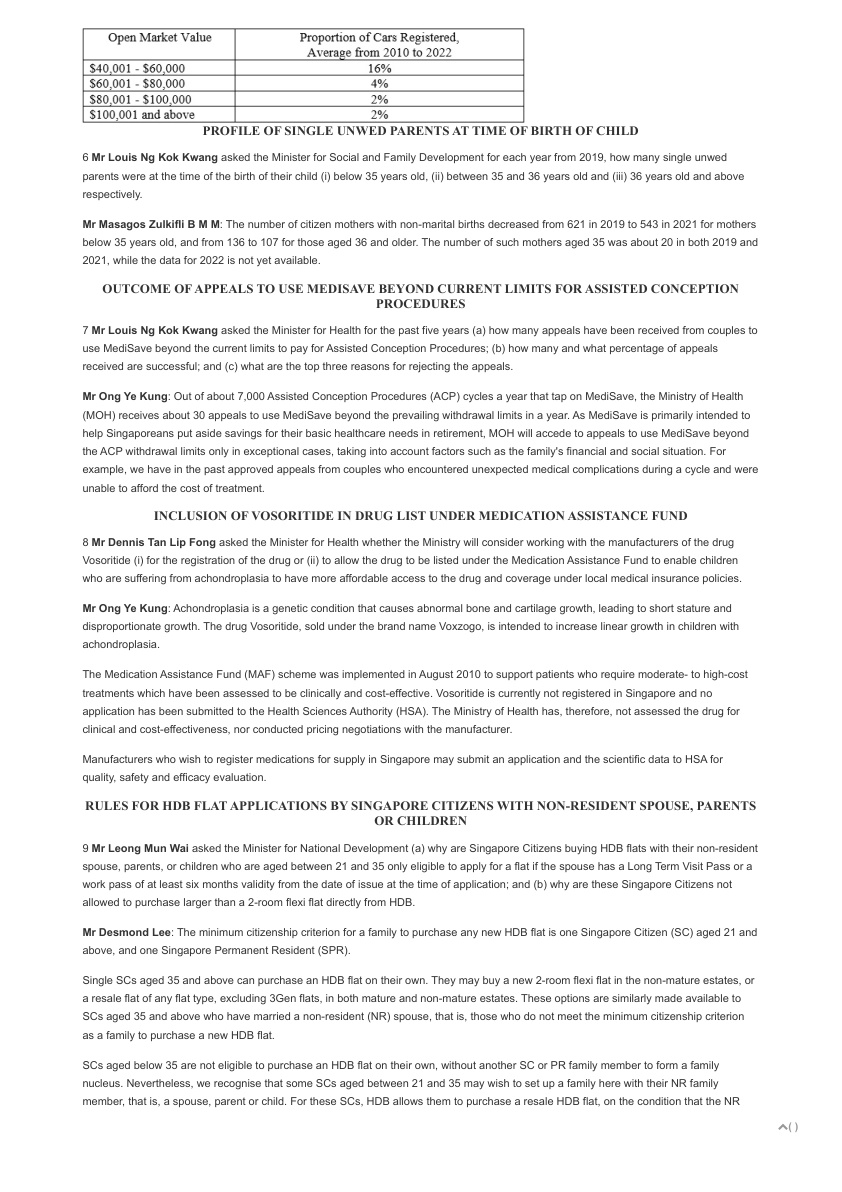 Open Market Value Proportion of Cars Registered,
Average from 2010 to 2022
$40,001 - $60,000 16%
$60,001 - $80,000 4%
$80,001 - $100,000 2%
$100,001 and above 2%
PROFILE OF SINGLE UNWED PARENTS AT TIME OF BIRTH OF CHILD
6 Mr Louis Ng Kok Kwang asked the Minister for Social and Family Development for each year from 2019, how many single unwed
parents were at the time of the birth of their child (i) below 35 years old, (ii) between 35 and 36 years old and (iii) 36 years old and above
respectively.
Mr Masagos Zulkifli B M M: The number of citizen mothers with non-marital births decreased from 621 in 2019 to 543 in 2021 for mothers
below 35 years old, and from 136 to 107 for those aged 36 and older. The number of such mothers aged 35 was about 20 in both 2019 and
2021, while the data for 2022 is not yet available.
OUTCOME OF APPEALS TO USE MEDISAVE BEYOND CURRENT LIMITS FOR ASSISTED CONCEPTION
PROCEDURES
7 Mr Louis Ng Kok Kwang asked the Minister for Health for the past five years (a) how many appeals have been received from couples to
use MediSave beyond the current limits to pay for Assisted Conception Procedures; (b) how many and what percentage of appeals
received are successful; and (c) what are the top three reasons for rejecting the appeals.
Mr Ong Ye Kung: Out of about 7,000 Assisted Conception Procedures (ACP) cycles a year that tap on MediSave, the Ministry of Health
(MOH) receives about 30 appeals to use MediSave beyond the prevailing withdrawal limits in a year. As MediSave is primarily intended to
help Singaporeans put aside savings for their basic healthcare needs in retirement, MOH will accede to appeals to use MediSave beyond
the ACP withdrawal limits only in exceptional cases, taking into account factors such as the family's financial and social situation. For
example, we have in the past approved appeals from couples who encountered unexpected medical complications during a cycle and were
unable to afford the cost of treatment.
INCLUSION OF VOSORITIDE IN DRUG LIST UNDER MEDICATION ASSISTANCE FUND
8 Mr Dennis Tan Lip Fong asked the Minister for Health whether the Ministry will consider working with the manufacturers of the drug
Vosoritide (i) for the registration of the drug or (ii) to allow the drug to be listed under the Medication Assistance Fund to enable children
who are suffering from achondroplasia to have more affordable access to the drug and coverage under local medical insurance policies.
Mr Ong Ye Kung: Achondroplasia is a genetic condition that causes abnormal bone and cartilage growth, leading to short stature and
disproportionate growth. The drug Vosoritide, sold under the brand name Voxzogo, is intended to increase linear growth in children with
achondroplasia.
The Medication Assistance Fund (MAF) scheme was implemented in August 2010 to support patients who require moderate- to high-cost
treatments which have been assessed to be clinically and cost-effective. Vosoritide is currently not registered in Singapore and no
application has been submitted to the Health Sciences Authority (HSA). The Ministry of Health has, therefore, not assessed the drug for
clinical and cost-effectiveness, nor conducted pricing negotiations with the manufacturer.
Manufacturers who wish to register medications for supply in Singapore may submit an application and the scientific data to HSA for
quality, safety and efficacy evaluation.
RULES FOR HDB FLAT APPLICATIONS BY SINGAPORE CITIZENS WITH NON-RESIDENT SPOUSE, PARENTS
OR CHILDREN
9 Mr Leong Mun Wai asked the Minister for National Development (a) why are Singapore Citizens buying HDB flats with their non-resident
spouse, parents, or children who are aged between 21 and 35 only eligible to apply for a flat if the spouse has a Long Term Visit Pass or a
work pass of at least six months validity from the date of issue at the time of application; and (b) why are these Singapore Citizens not
allowed to purchase larger than a 2-room flexi flat directly from HDB.
Mr Desmond Lee: The minimum citizenship criterion for a family to purchase any new HDB flat is one Singapore Citizen (SC) aged 21 and
above, and one Singapore Permanent Resident (SPR).
Single SCs aged 35 and above can purchase an HDB flat on their own. They may buy a new 2-room flexi flat in the non-mature estates, or
a resale flat of any flat type, excluding 3Gen flats, in both mature and non-mature estates. These options are similarly made available to
SCs aged 35 and above who have married a non-resident (NR) spouse, that is, those who do not meet the minimum citizenship criterion
as a family to purchase a new HDB flat.
SCs aged below 35 are not eligible to purchase an HDB flat on their own, without another SC or PR family member to form a family
nucleus. Nevertheless, we recognise that some SCs aged between 21 and 35 may wish to set up a family here with their NR family
member, that is, a spouse, parent or child. For these SCs, HDB allows them to purchase a resale HDB flat, on the condition that the NR
( )